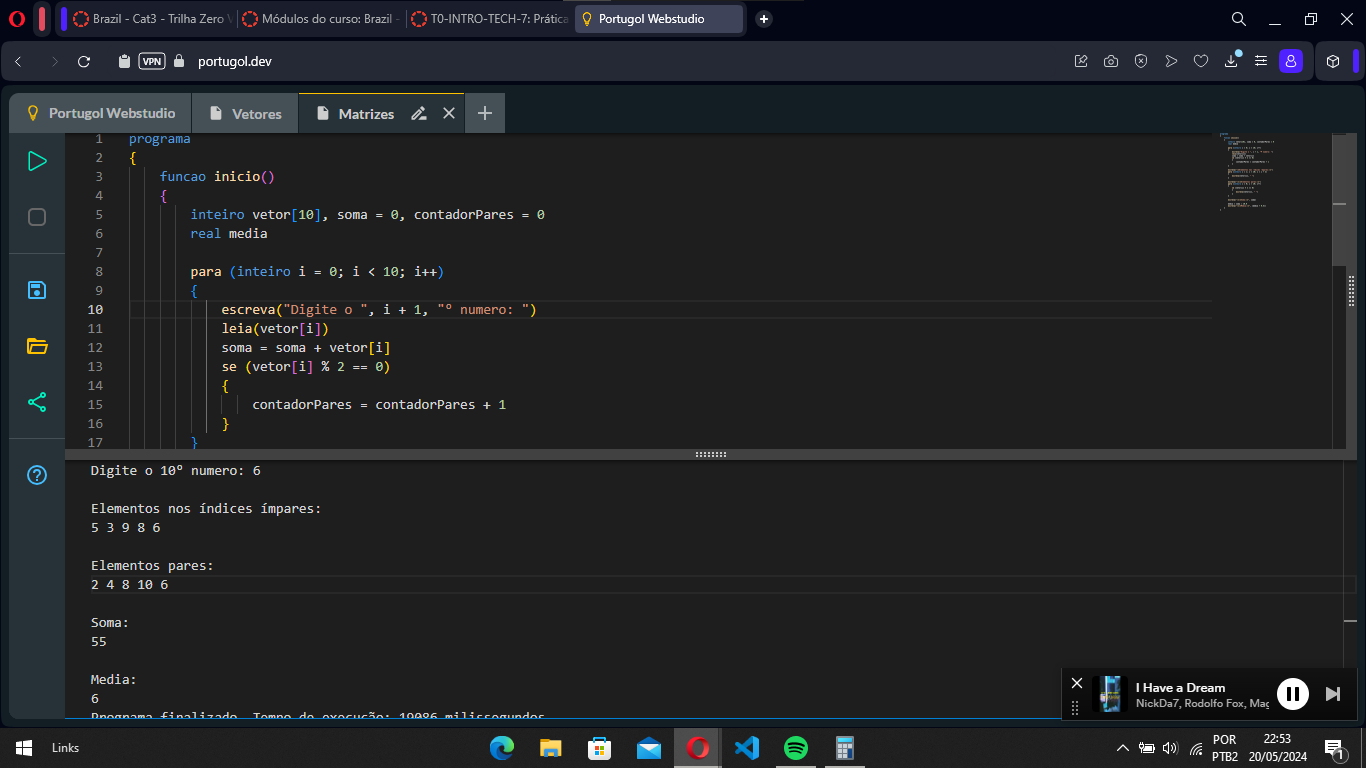 Brazil - Cat3 - Trilha Zero
Módulos do curso: Brazil -
T0-INTRO-TECH-7: Prática
Portugol Webstudio
VPN
portugol.dev
Portugol Webstudio
Vetores
Matrizes
1 programa
2 {
3 funcao inicio()
4 {
5 inteiro vetor[10], soma = 0, contadorPares = 0
6 real media
7
8 para (inteiro i = 0; i < 10; i++)
9 {
10 escreva("Digite o ", i + 1, "º numero: ")
11 leia(vetor[i])
12 soma = soma + vetor[i]
13 se (vetor[i] % 2 == 0)
14 {
15 contadorPares = contadorPares + 1
16 }
17 }
Digite o 10º numero: 6
Elementos nos índices ímpares:
5 3 9 8 6
Elementos pares:
2 4 8 10 6
Soma:
55
Media:
6
Programa finalizado. Tempo de execução: 19086 milissegundos
I Have a Dream
NickDa7, Rodolfo Fox, Mag
Links
POR
PTB2
22:53
20/05/2024
1